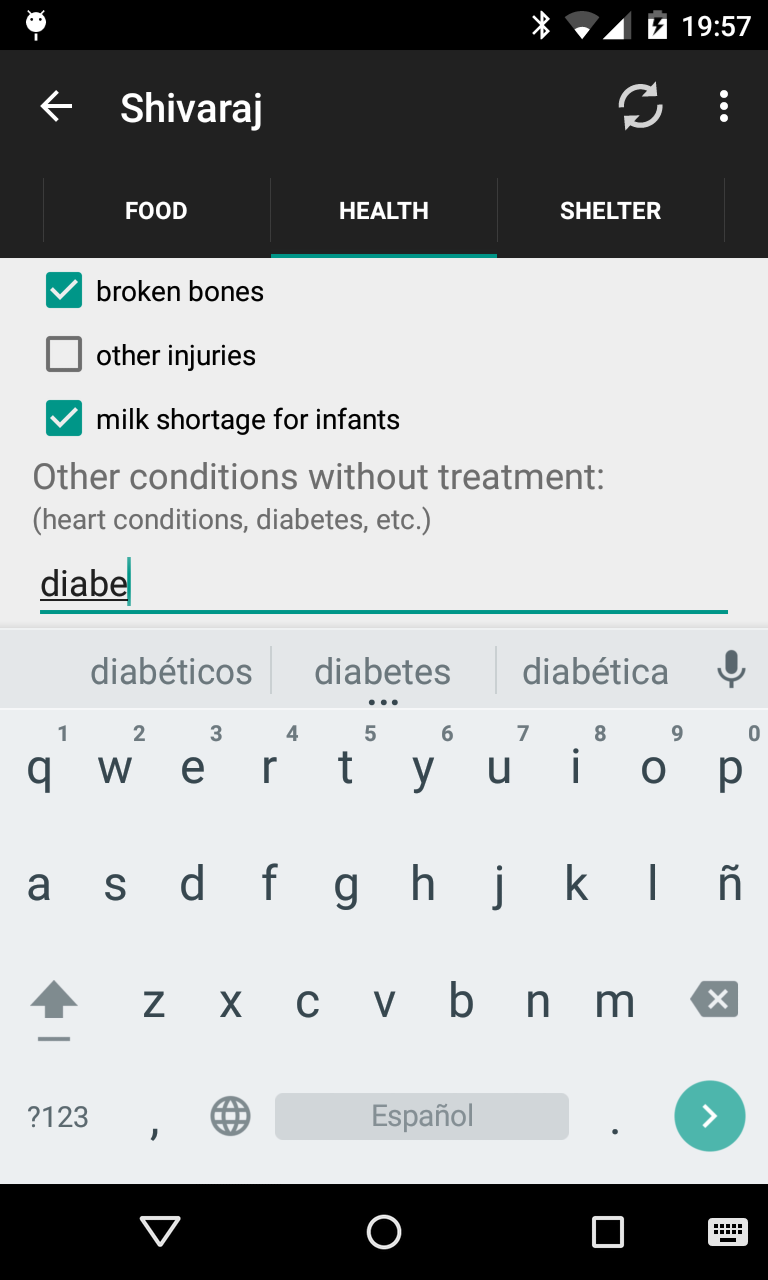 19:57
Shivaraj
FOOD HEALTH SHELTER
broken bones
other injuries
milk shortage for infants
Other conditions without treatment:
(heart conditions, diabetes, etc.)
diabe
diabéticos diabetes diabética
1 2 3 4 5 6 7 8 9 0
q w e r t y u i o p
a s d f g h j k l ñ
z x c v b n m
?123 , Español .